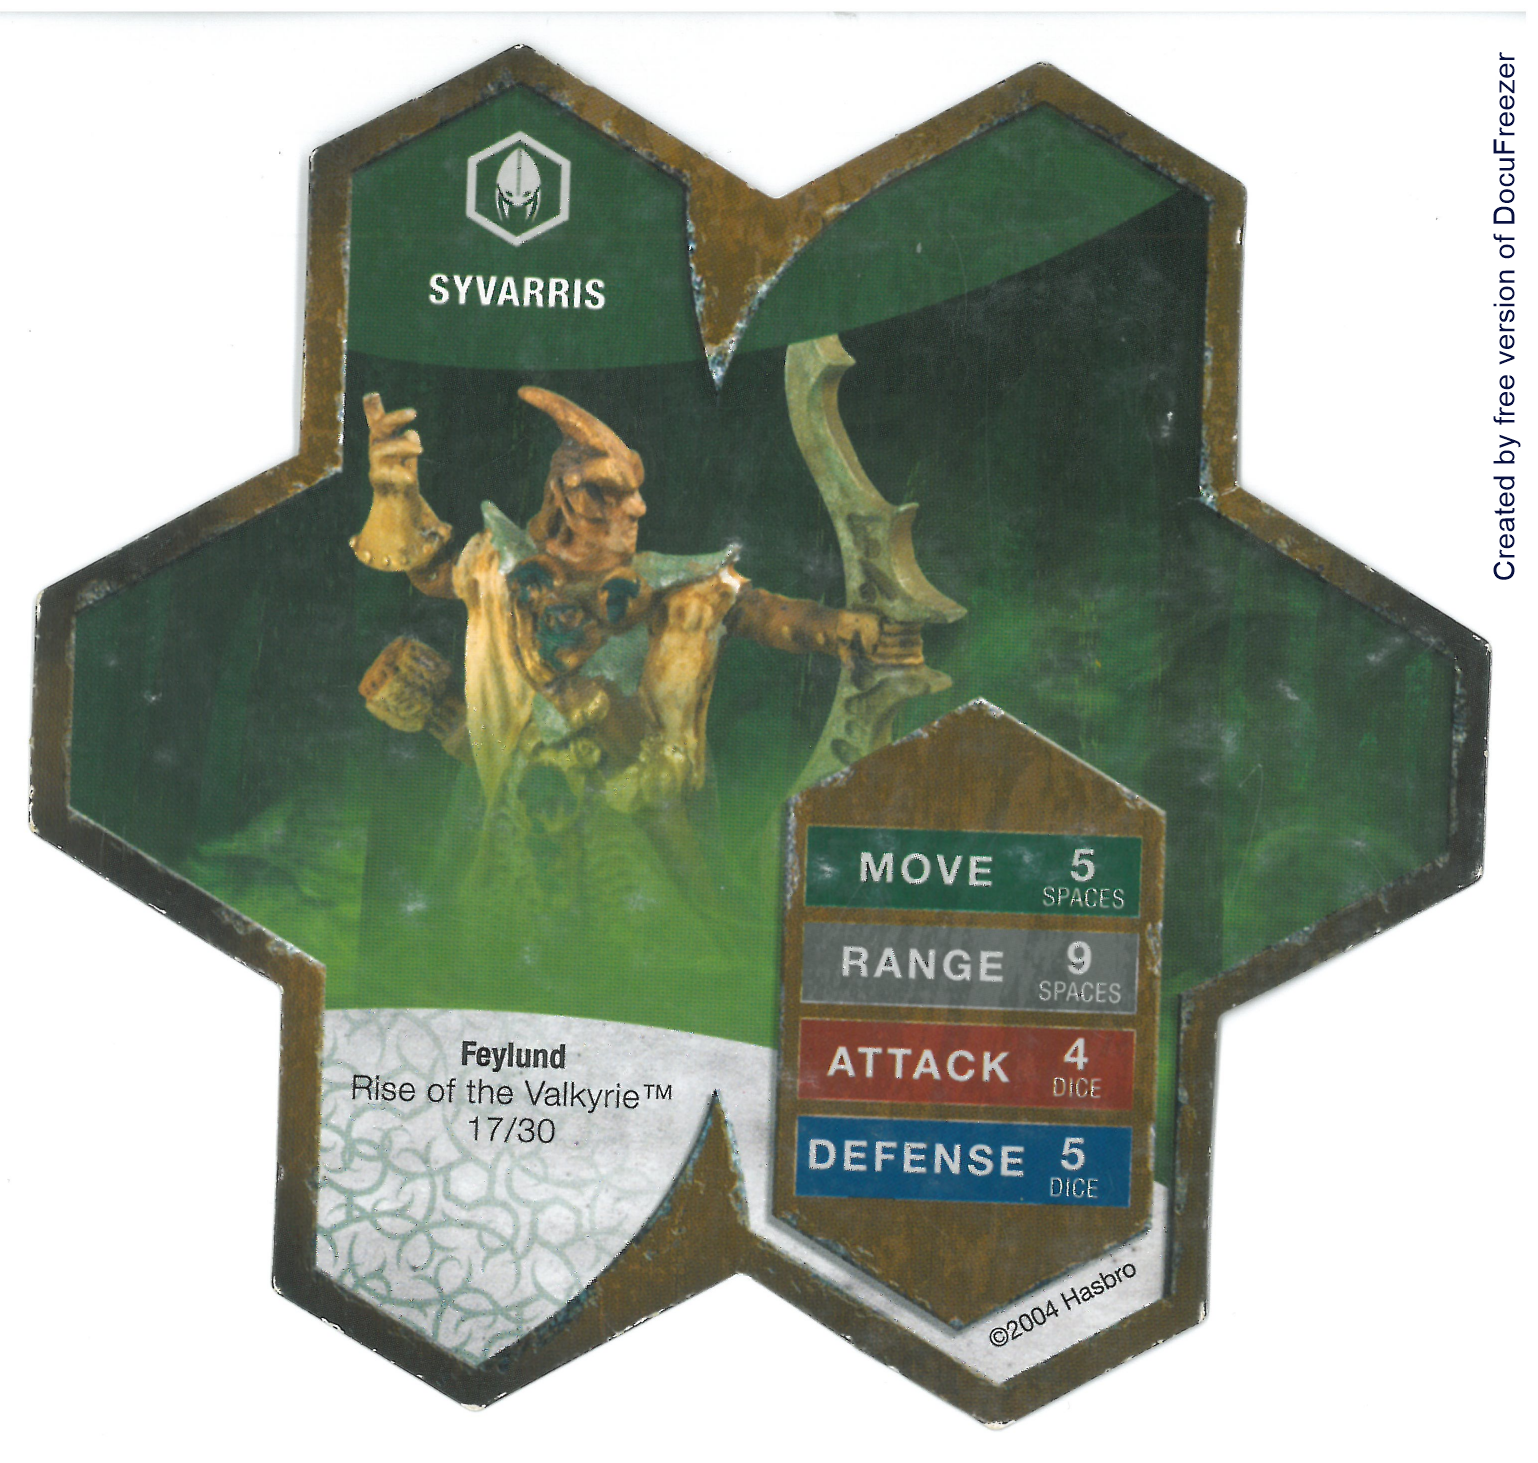 SYVARRIS
MOVE 5
SPACES
RANGE 9
SPACES
ATTACK 4
DICE
DEFENSE 5
DICE
Feylund
Rise of the Valkyrie™
17/30
©2004 Hasbro
Created by free version of DocuFreezer